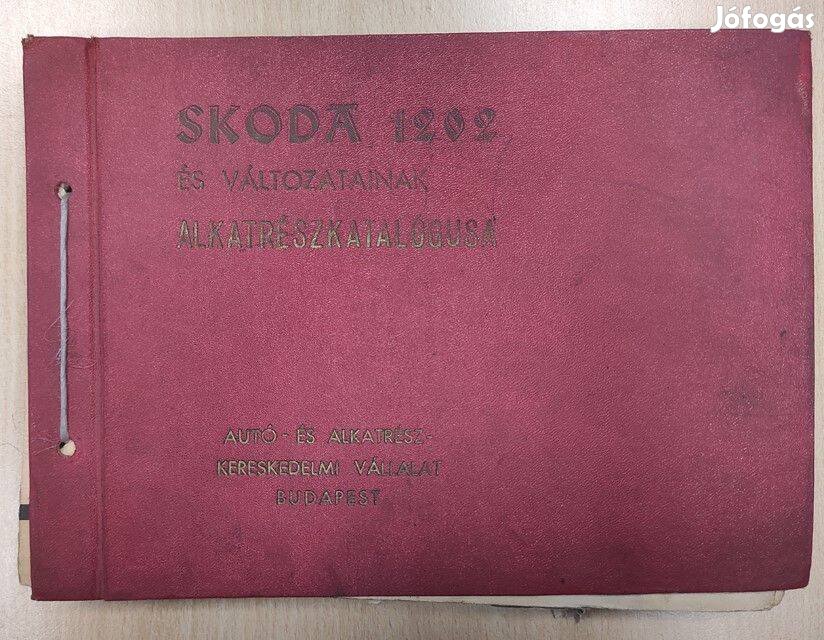 Jófogás
SKODA 1202
ÉS VÁLTOZATAINAK
ALKATRÉSZKATALÓGUSA
AUTÓ - ÉS ALKATRÉSZ-
KERESKEDELMI VÁLLALAT
BUDAPEST